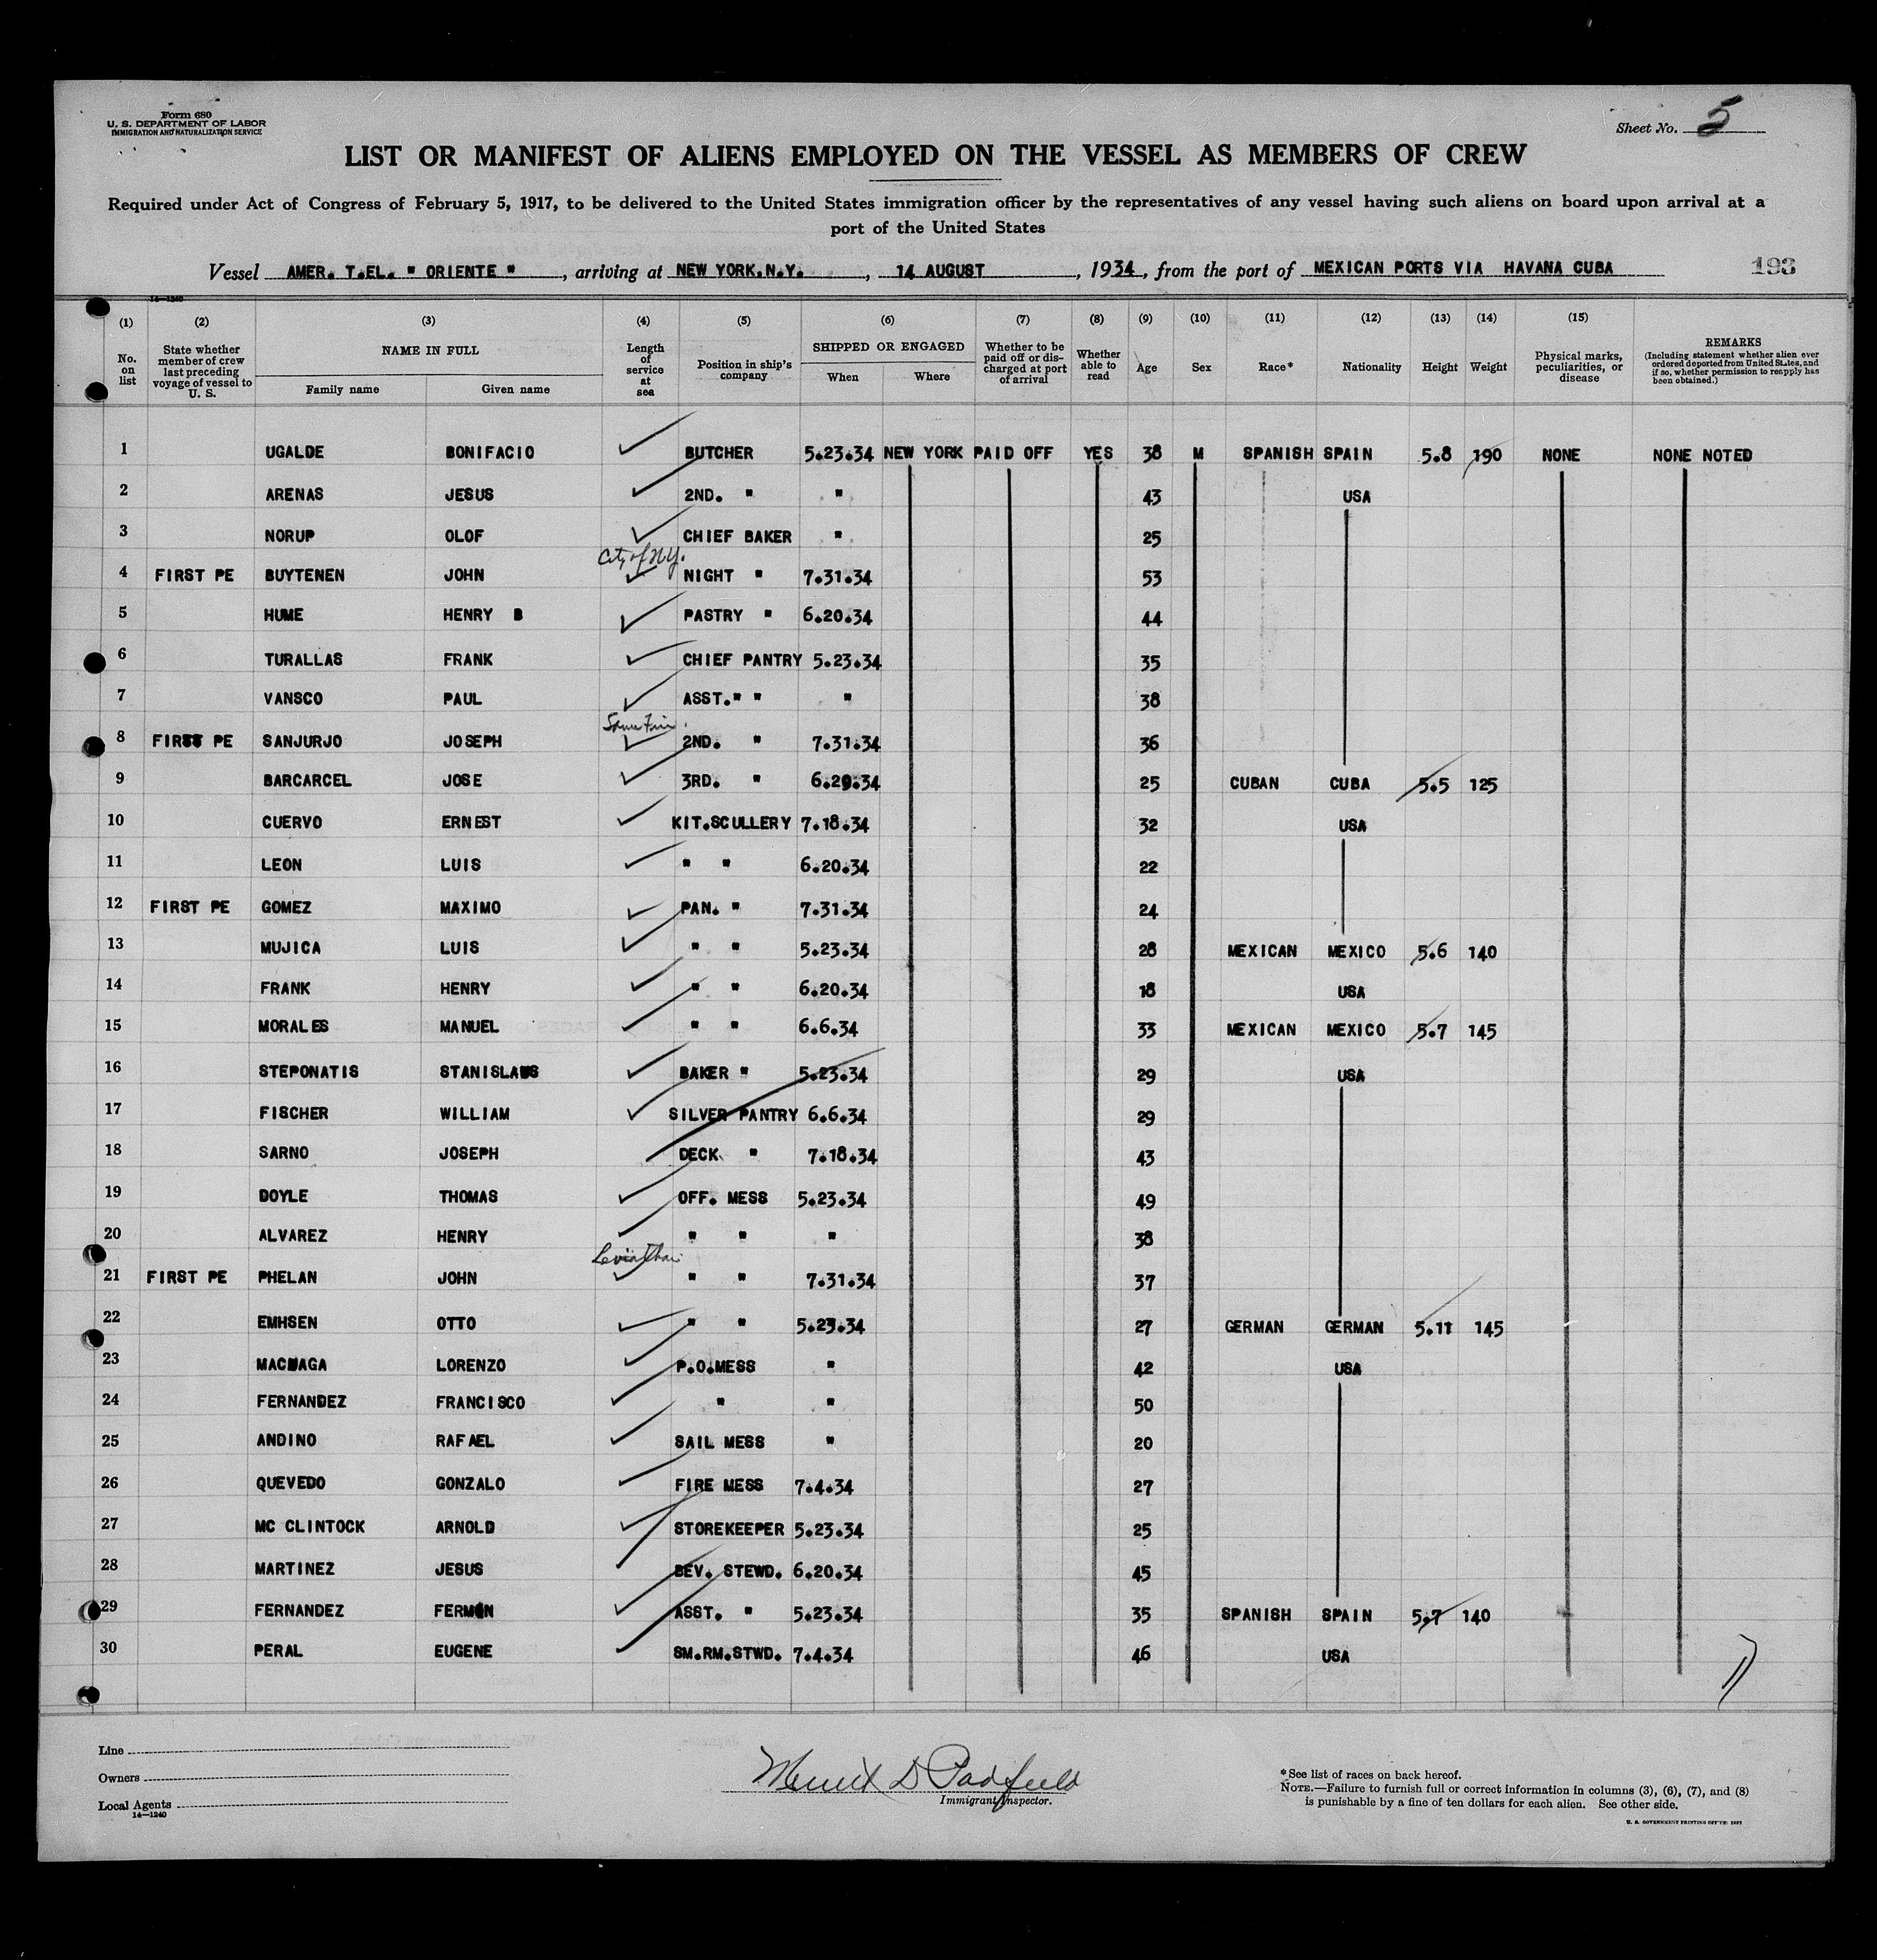 Form 680
U. S. DEPARTMENT OF LABOR
IMMIGRATION AND NATURALIZATION SERVICE
Sheet No. 5
LIST OR MANIFEST OF ALIENS EMPLOYED ON THE VESSEL AS MEMBERS OF CREW
Required under Act of Congress of February 5, 1917, to be delivered to the United States immigration officer by the representatives of any vessel having such aliens on board upon arrival at a
port of the United States
Vessel AMER. T.EL. " ORIENTE ", arriving at NEW YORK.N.Y., 14 AUGUST, 1934, from the port of MEXICAN PORTS VIA HAVANA CUBA 193
14—1240
(1) (2) (3) (4) (5) (6) (7) (8) (9) (10) (11) (12) (13) (14) (15)
No. on list
State whether member of crew last preceding voyage of vessel to U. S.
NAME IN FULL
Family name Given name
Length of service at sea
Position in ship's company
SHIPPED OR ENGAGED
When Where
Whether to be paid off or discharged at port of arrival
Whether able to read
Age
Sex
Race*
Nationality
Height
Weight
Physical marks, peculiarities, or disease
REMARKS
(Including statement whether alien ever ordered deported from United States, and if so, whether permission to reapply has been obtained.)
1 UGALDE BONIFACIO BUTCHER 5.23.34 NEW YORK PAID OFF YES 38 M SPANISH SPAIN 5.8 190 NONE NONE NOTED
2 ARENAS JESUS 2ND. " " 43 USA
3 NORUP OLOF CHIEF BAKER " 25
City of N.Y.
4 FIRST PE BUYTENEN JOHN NIGHT " 7.31.34 53
5 HUME HENRY B PASTRY " 6.20.34 44
6 TURALLAS FRANK CHIEF PANTRY 5.23.34 35
7 VANSCO PAUL ASST." " " 38
8 FIRSS PE SANJURJO JOSEPH 2ND. " 7.31.34 36
9 BARCARCEL JOSE 3RD. " 6.20.34 25 CUBAN CUBA 5.5 125
10 CUERVO ERNEST KIT.SCULLERY 7.18.34 32 USA
11 LEON LUIS " " 6.20.34 22
12 FIRST PE GOMEZ MAXIMO PAN. " 7.31.34 24
13 MUJICA LUIS " " 5.23.34 28 MEXICAN MEXICO 5.6 140
14 FRANK HENRY " " 6.20.34 18 USA
15 MORALES MANUEL " " 6.6.34 33 MEXICAN MEXICO 5.7 145
16 STEPONATIS STANISLAUS BAKER " 5.23.34 29 USA
17 FISCHER WILLIAM SILVER PANTRY 6.6.34 29
18 SARNO JOSEPH DECK " 7.18.34 43
19 DOYLE THOMAS OFF. MESS 5.23.34 49
20 ALVAREZ HENRY " " " 38
Leviathan
21 FIRST PE PHELAN JOHN " " 7.31.34 37
22 EMHSEN OTTO " " 5.23.34 27 GERMAN GERMAN 5.11 145
23 LORENZO P.O.MESS " 42 USA
24 FERNANDEZ FRANCISCO " " 50
25 ANDINO RAFAEL SAIL MESS " 20
26 QUEVEDO GONZALO FIRE MESS 7.4.34 27
27 MC CLINTOCK ARNOLD STOREKEEPER 5.23.34 25
28 MARTINEZ JESUS BEV. STEWD. 6.20.34 45
29 FERNANDEZ FERMIN ASST. " 5.23.34 35 SPANISH SPAIN 5.7 140
30 PERAL EUGENE SM.RM.STWD. 7.4.34 46 USA
Line
Owners
Local Agents
14—1240
Merrit D Padfield
Immigrant Inspector.
*See list of races on back hereof.
NOTE.—Failure to furnish full or correct information in columns (3), (6), (7), and (8)
is punishable by a fine of ten dollars for each alien. See other side.